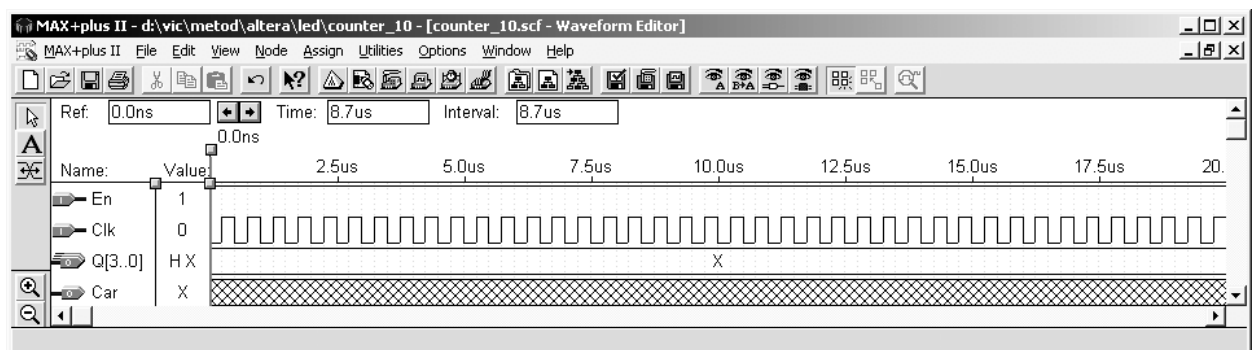 MAX+plus II - d:\vic\metod\altera\led\counter_10 - [counter_10.scf - Waveform Editor]
MAX+plus II File Edit View Node Assign Utilities Options Window Help
Ref: 0.0ns Time: 8.7us Interval: 8.7us
0.0ns
Name: Value: 2.5us 5.0us 7.5us 10.0us 12.5us 15.0us 17.5us 20.
En 1
Clk 0
Q[3..0] H X X
Car X